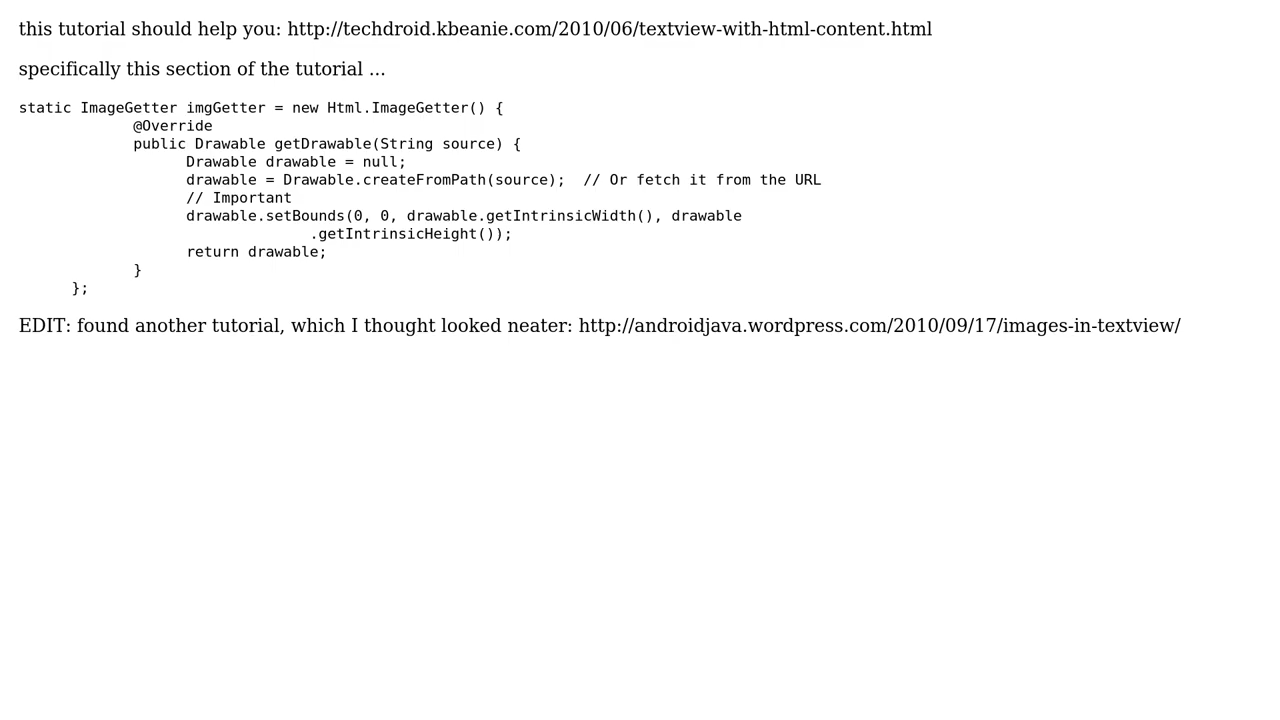 this tutorial should help you: http://techdroid.kbeanie.com/2010/06/textview-with-html-content.html
specifically this section of the tutorial ...
static ImageGetter imgGetter = new Html.ImageGetter() {
             @Override
             public Drawable getDrawable(String source) {
                   Drawable drawable = null;
                   drawable = Drawable.createFromPath(source);  // Or fetch it from the URL
                   // Important
                   drawable.setBounds(0, 0, drawable.getIntrinsicWidth(), drawable
                                 .getIntrinsicHeight());
                   return drawable;
             }
      };
EDIT: found another tutorial, which I thought looked neater: http://androidjava.wordpress.com/2010/09/17/images-in-textview/